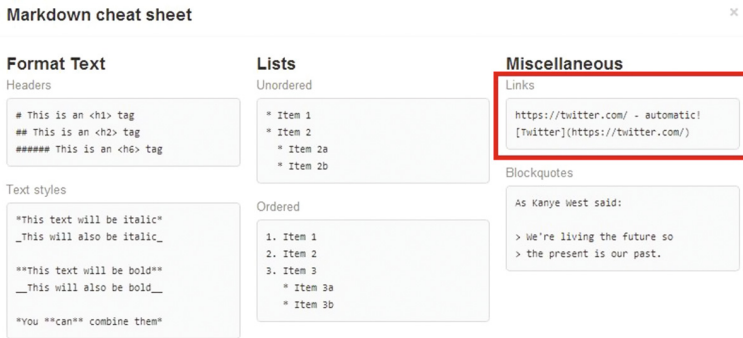 Markdown cheat sheet
×
Format Text
Headers
# This is an <h1> tag
## This is an <h2> tag
###### This is an <h6> tag
Text styles
*This text will be italic*
_This will also be italic_
**This text will be bold**
__This will also be bold__
*You **can** combine them*
Lists
Unordered
* Item 1
* Item 2
  * Item 2a
  * Item 2b
Ordered
1. Item 1
2. Item 2
3. Item 3
   * Item 3a
   * Item 3b
Miscellaneous
Links
https://twitter.com/ - automatic!
[Twitter](https://twitter.com/)
Blockquotes
As Kanye West said:
> We're living the future so
> the present is our past.